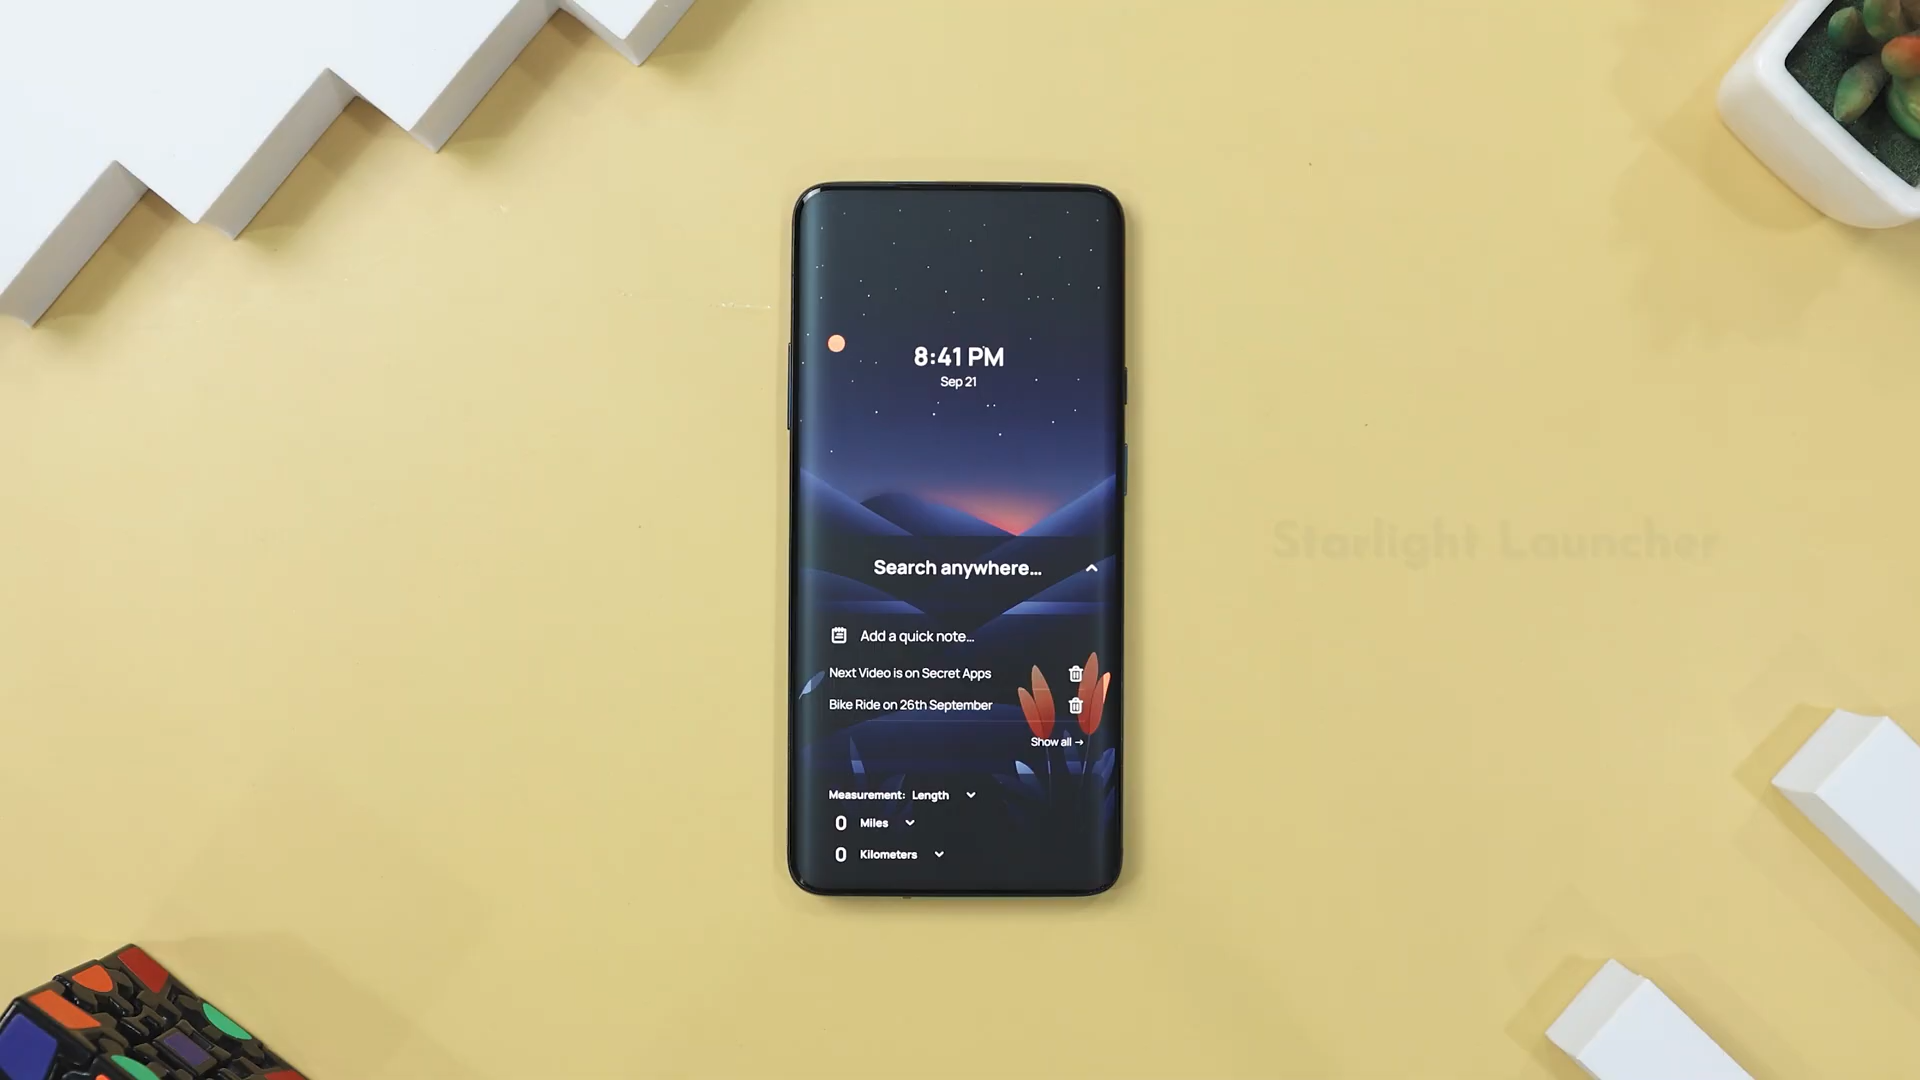 8:41 PM
Sep 21
Search anywhere...
Starlight Launcher
Add a quick note...
Next Video is on Secret Apps
Bike Ride on 26th September
Show all →
Measurement: Length
0 Miles
0 Kilometers